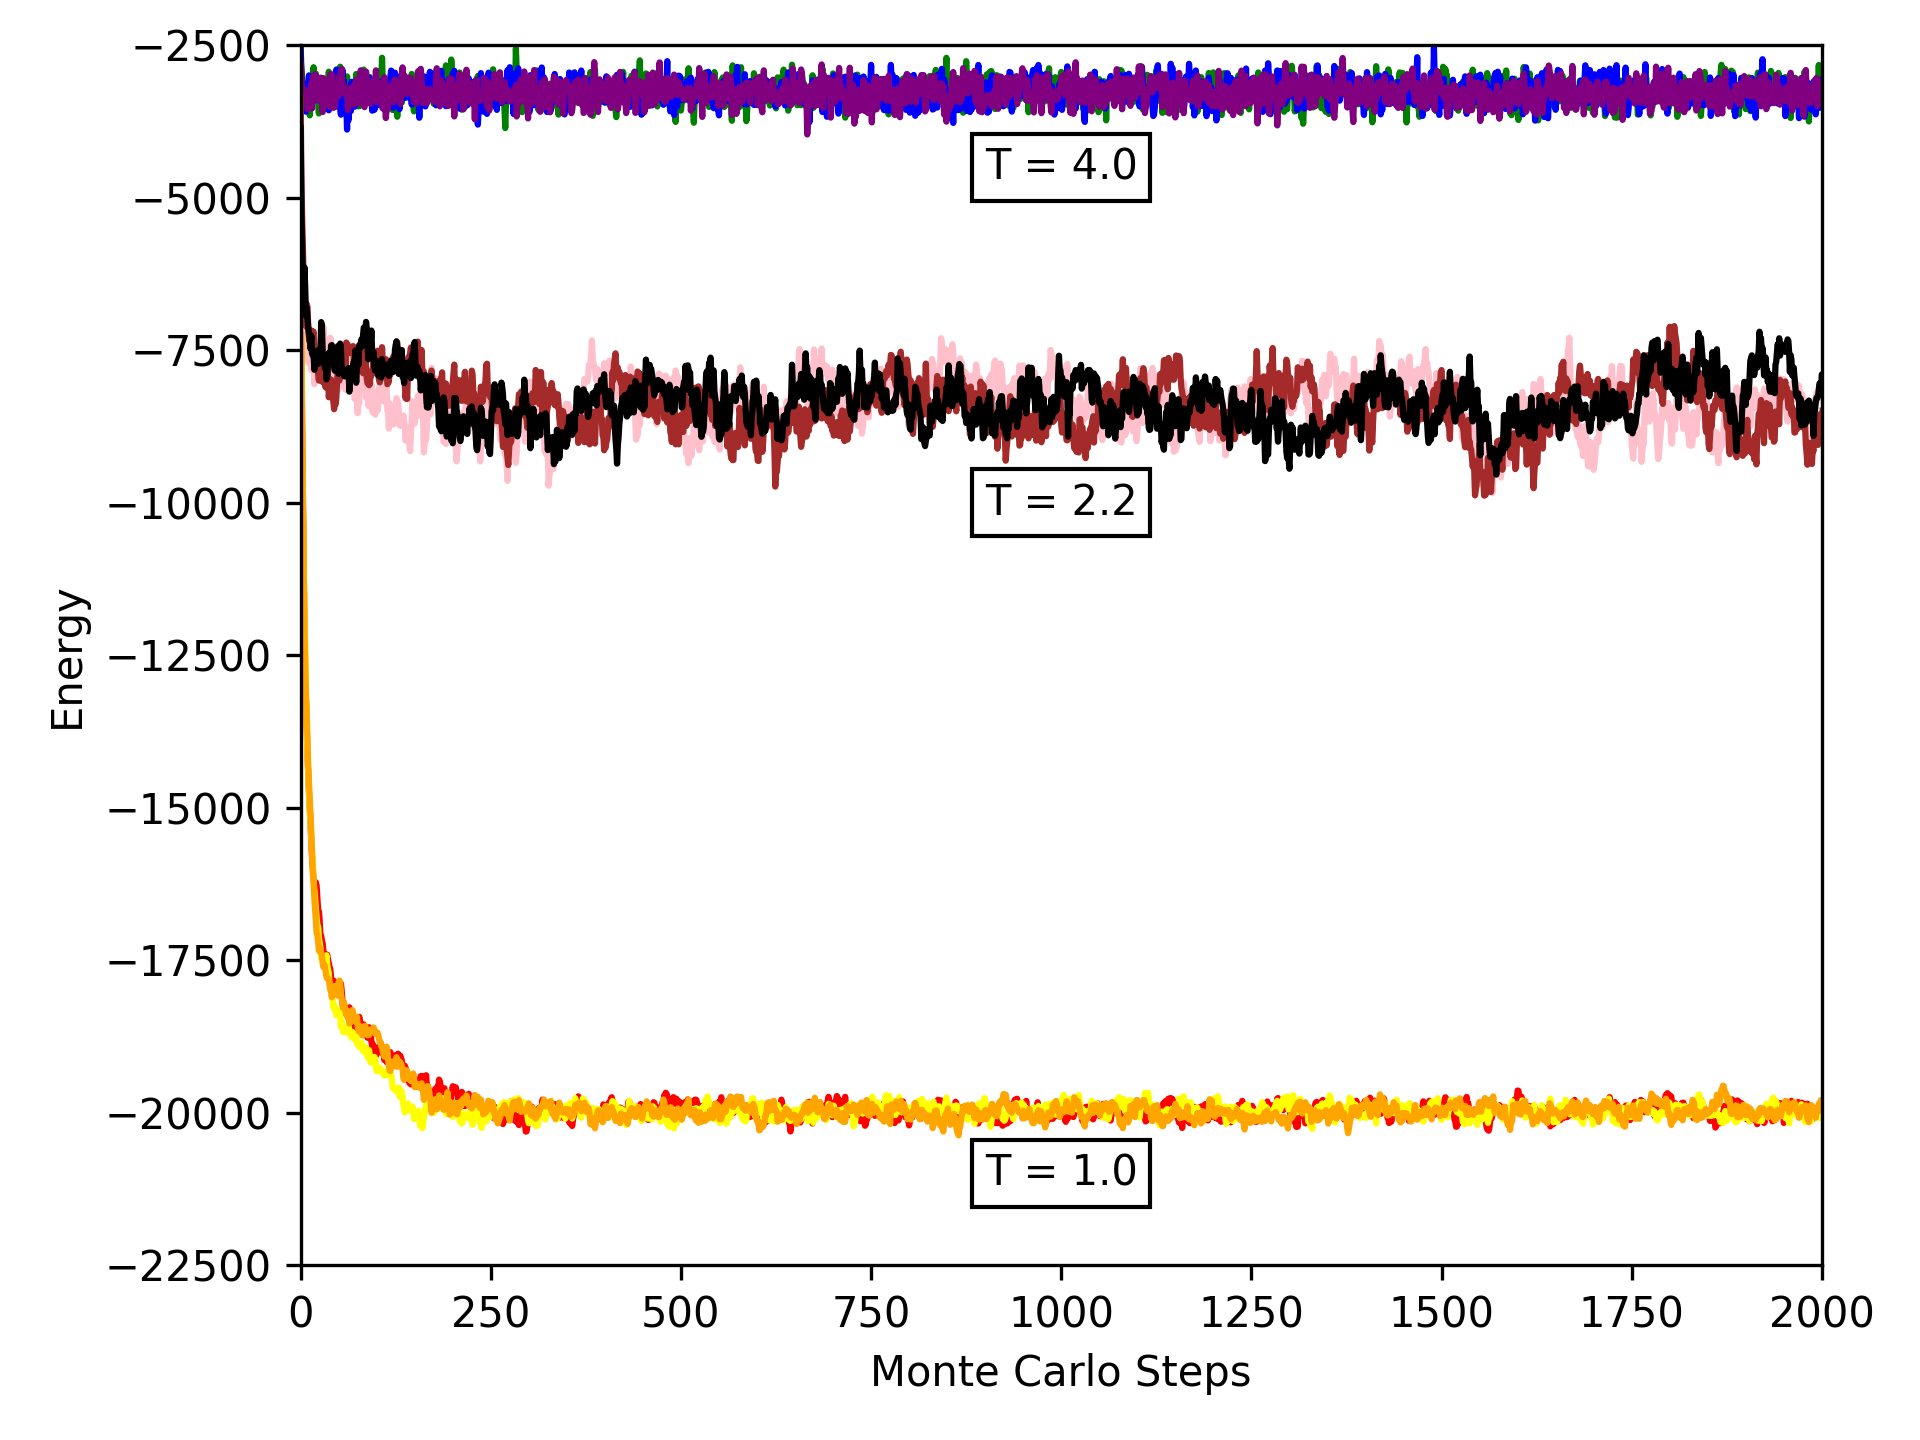 −2500
−5000
−7500
−10000
−12500
−15000
−17500
−20000
−22500
Energy
T = 4.0
T = 2.2
T = 1.0
0 250 500 750 1000 1250 1500 1750 2000
Monte Carlo Steps